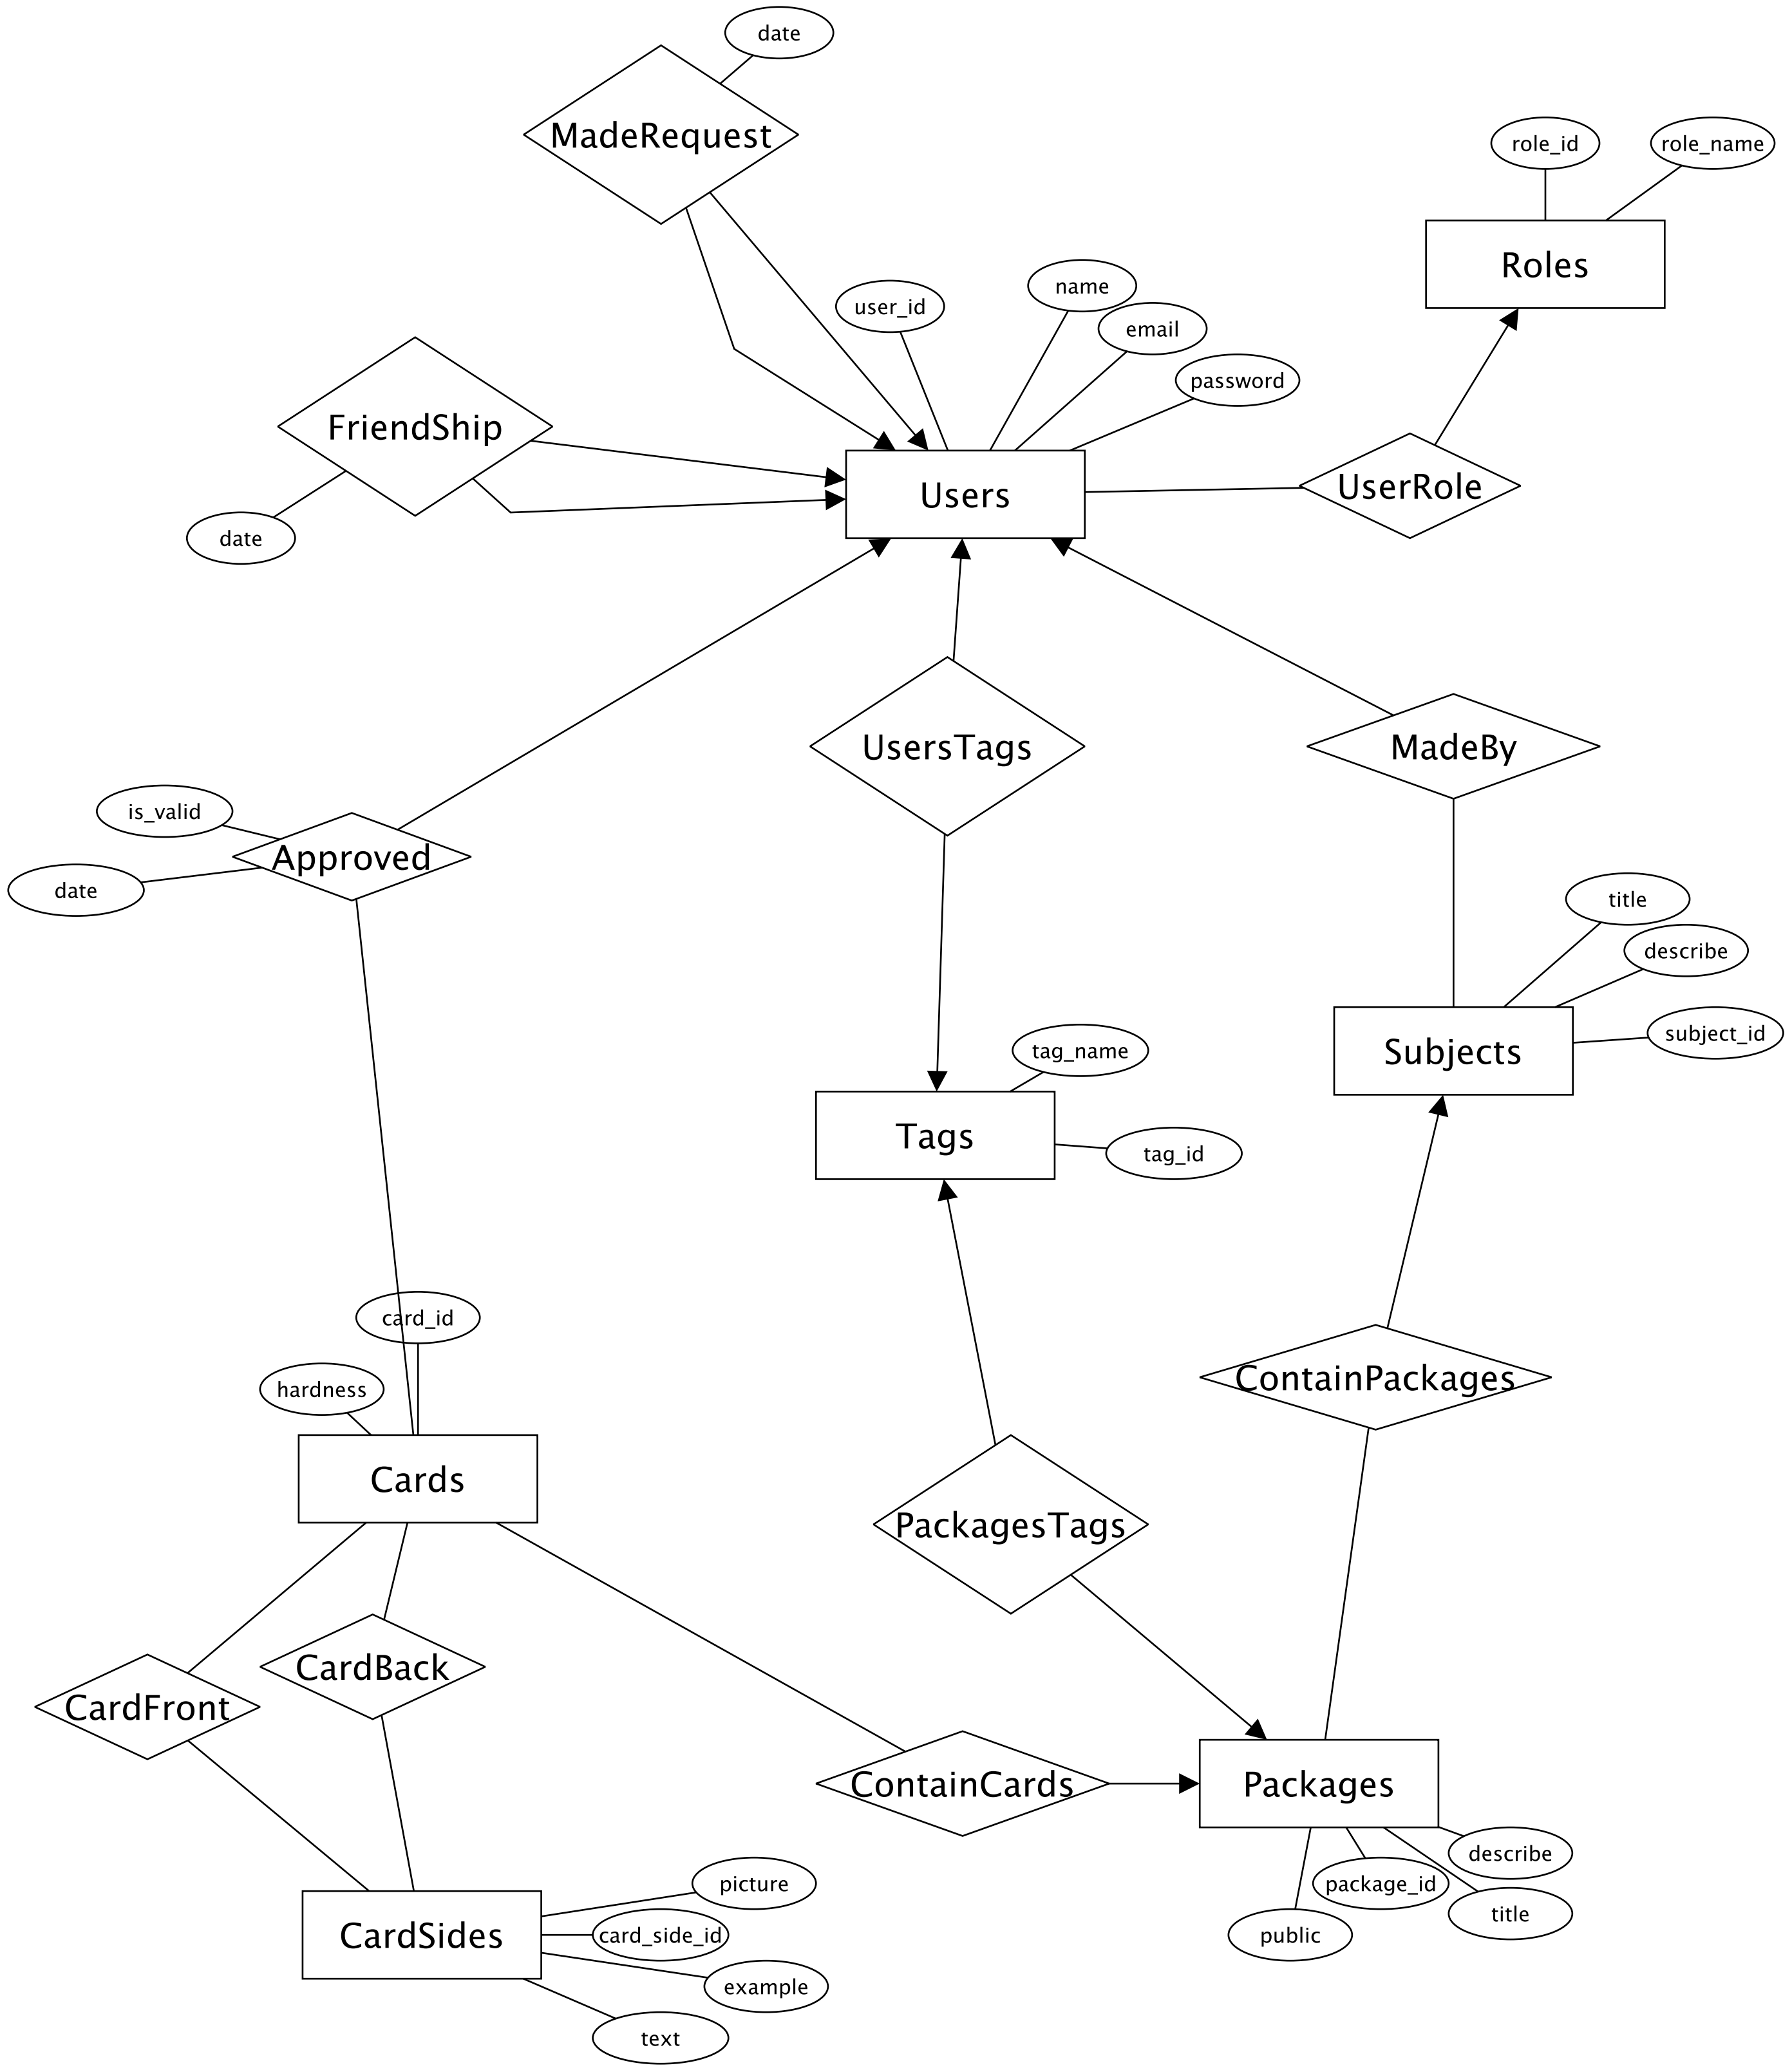 date
MadeRequest
role_id
role_name
Roles
name
user_id
email
password
FriendShip
Users
UserRole
date
UsersTags
MadeBy
is_valid
Approved
date
title
describe
subject_id
Subjects
tag_name
Tags
tag_id
card_id
hardness
ContainPackages
Cards
PackagesTags
CardBack
CardFront
ContainCards
Packages
describe
package_id
title
public
picture
card_side_id
CardSides
example
text